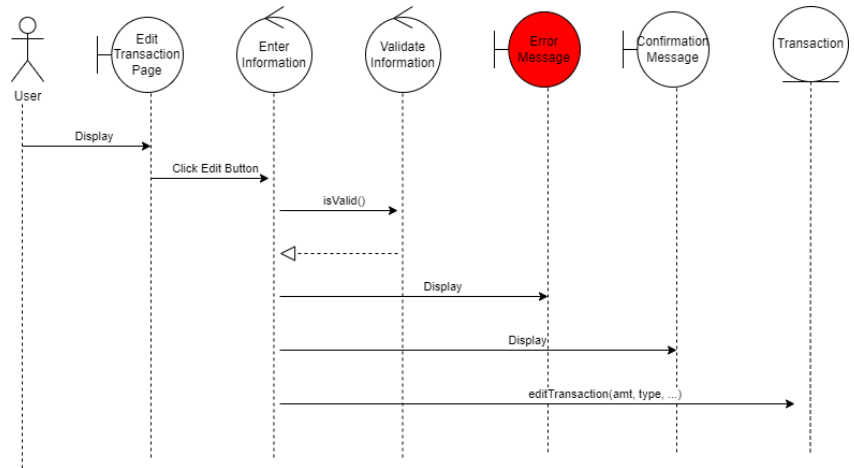 Edit
Transaction
Page
Enter
Information
Validate
Information
Error
Message
Confirmation
Message
Transaction
User
Display
Click Edit Button
isValid()
Display
Display
editTransaction(amt, type, ...)